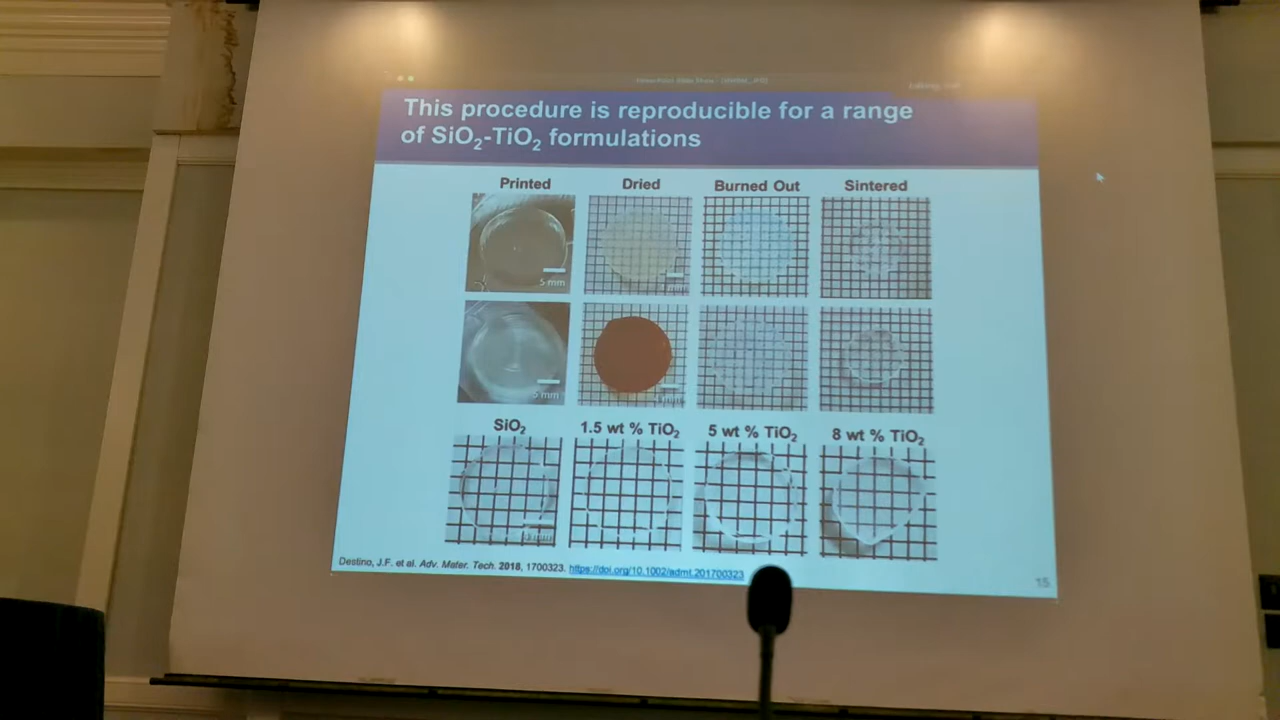 This procedure is reproducible for a range
of SiO₂-TiO₂ formulations
Printed Dried Burned Out Sintered
5 mm
5 mm
SiO₂ 1.5 wt % TiO₂ 5 wt % TiO₂ 8 wt % TiO₂
Destino, J.F. et al. Adv. Mater. Tech. 2018, 1700323. https://doi.org/10.1002/admt.201700323
15